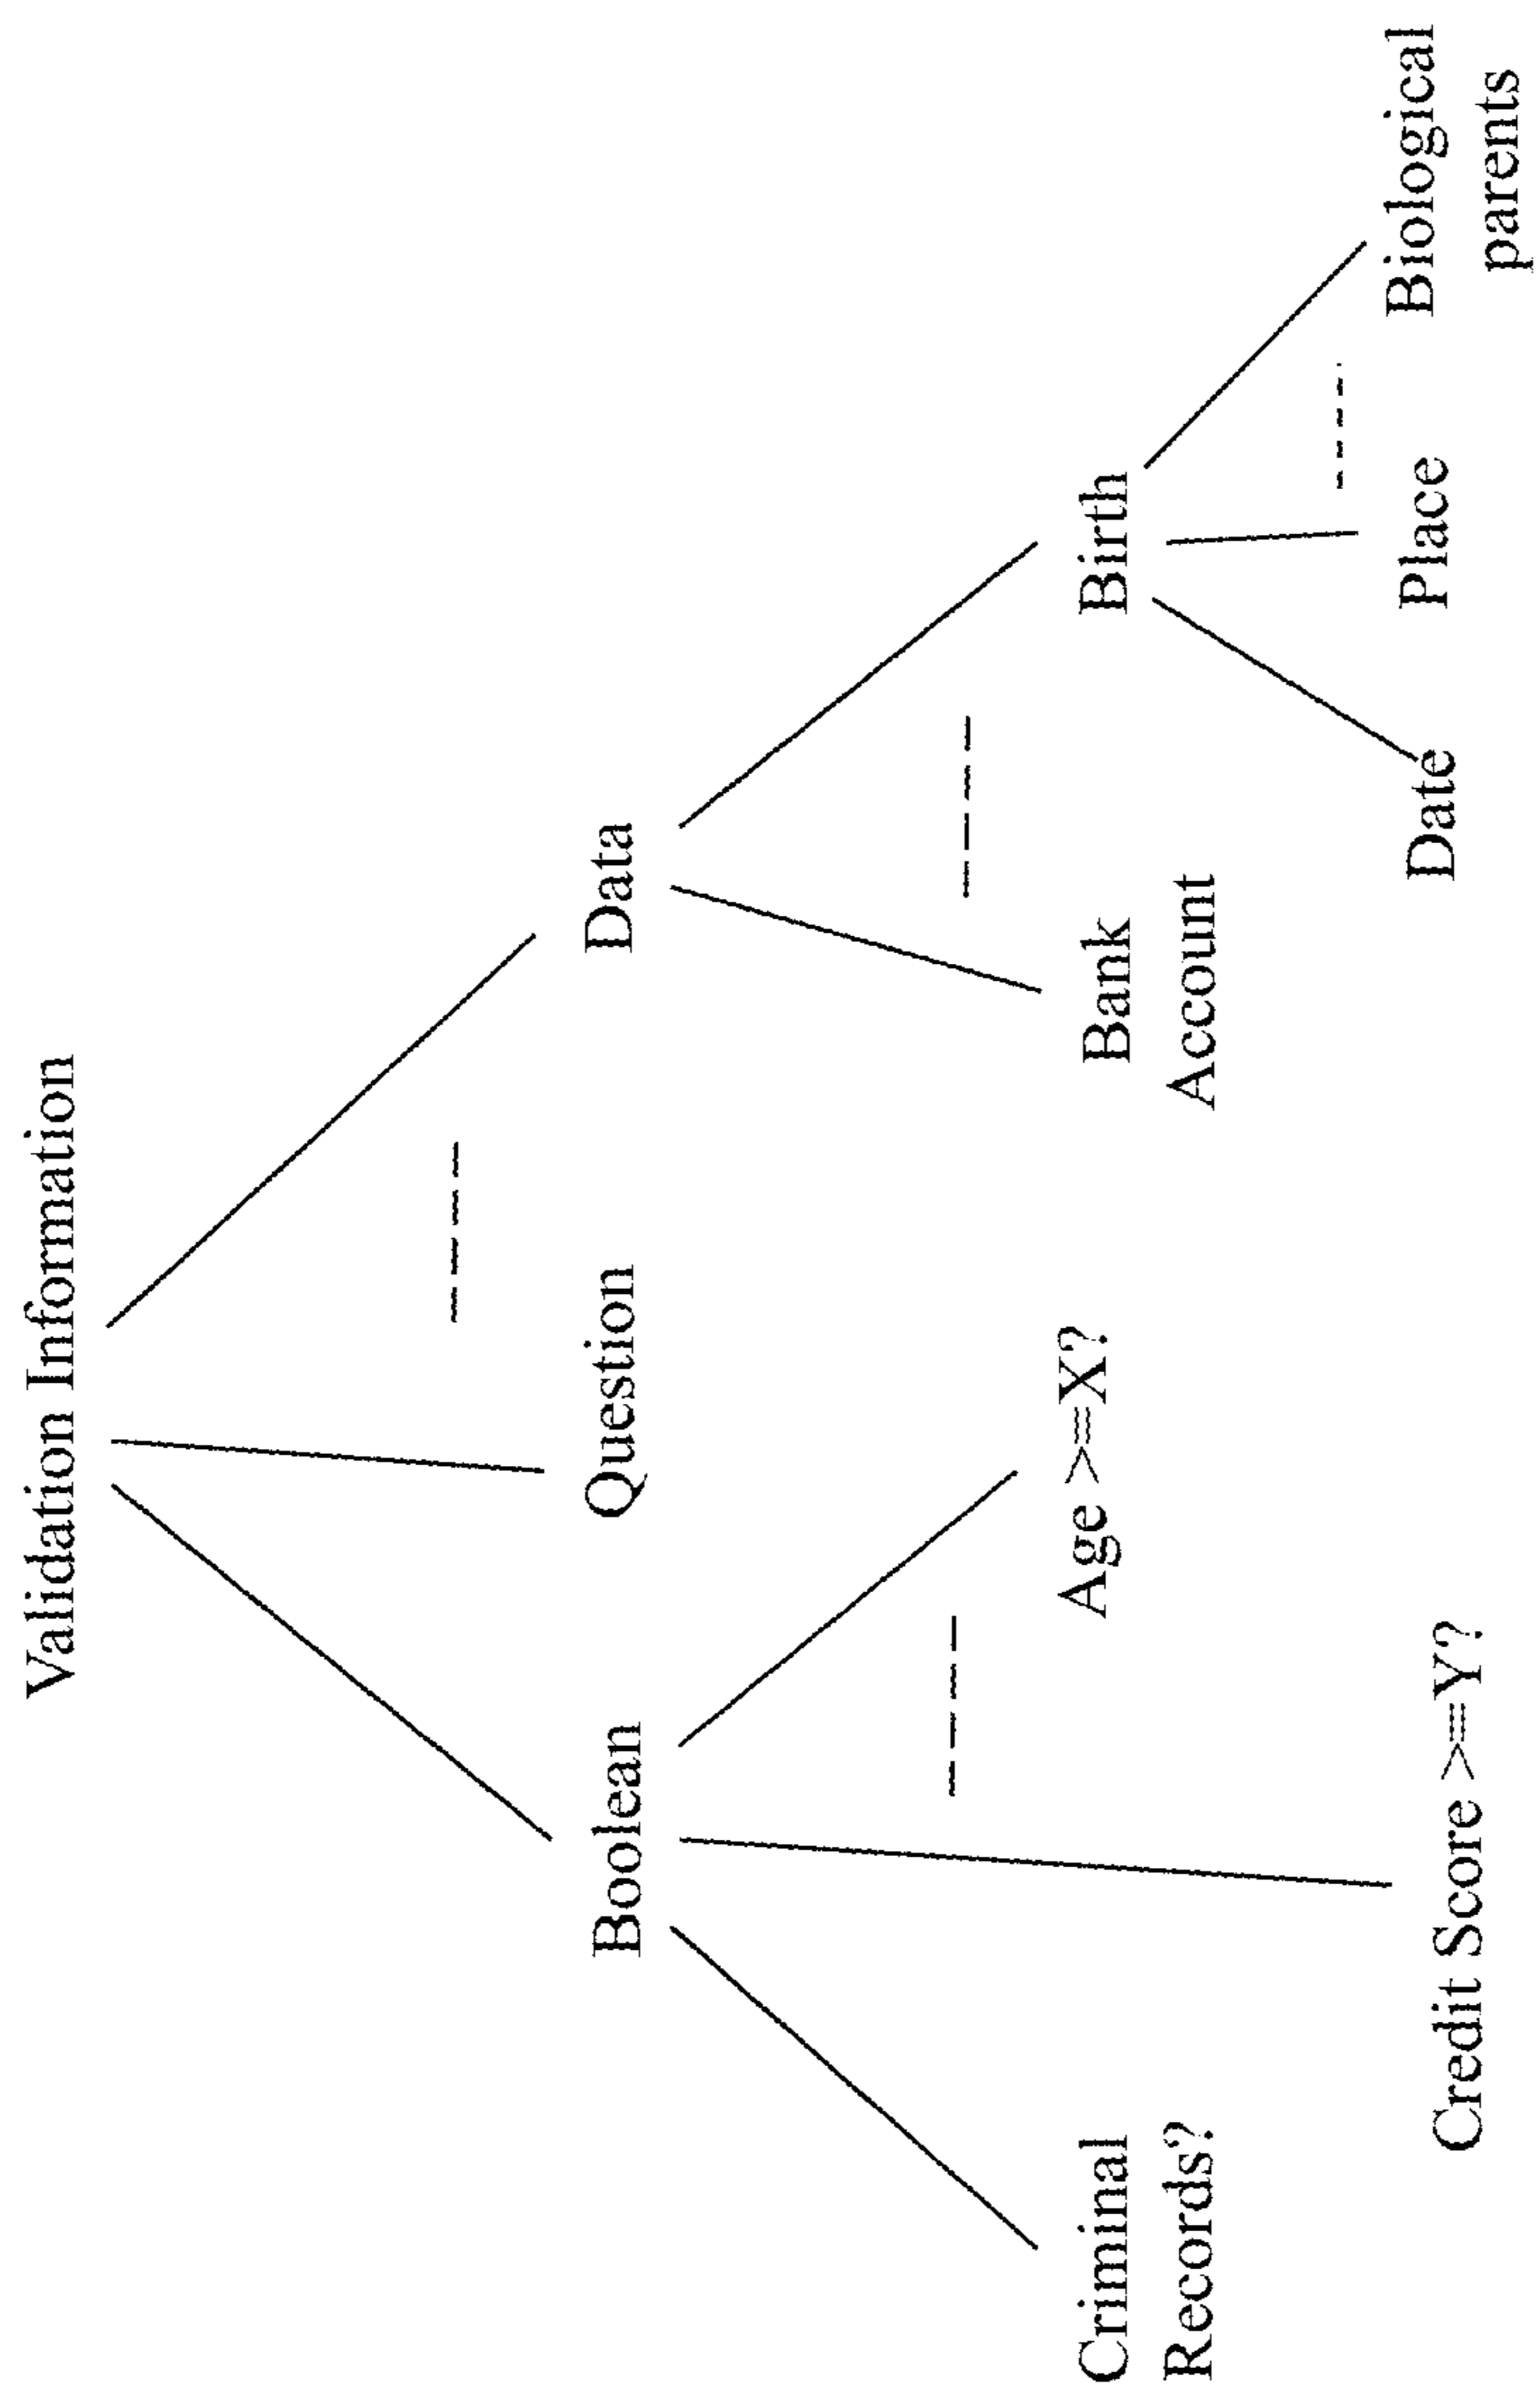 Validation Information
Boolean
Question
Data
Criminal
Records?
Credit Score >=Y?
Age >=X?
Bank
Account
Birth
Date
Place
Biological
parents